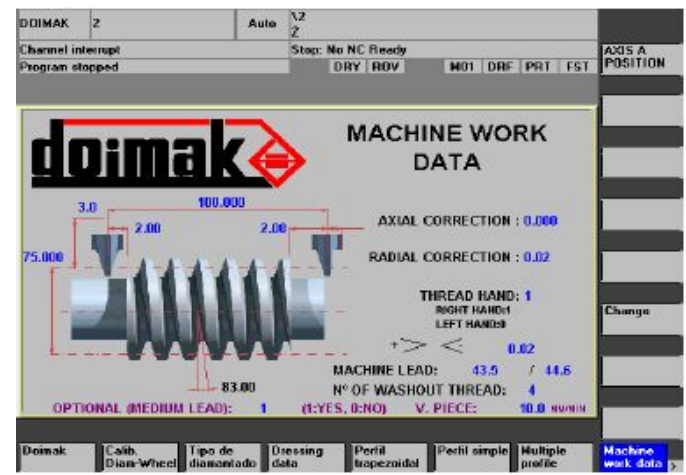 DOIMAK 2 Auto \2
2
Channel interrupt Stop: No NC Ready
Program stopped DRY ROV M01 DRF PRT FST
AXIS A
POSITION
doimak
MACHINE WORK
DATA
3.0 100.000
2.00 2.00
75.000
AXIAL CORRECTION : 0.000
RADIAL CORRECTION : 0.02
THREAD HAND: 1
RIGHT HAND:1
LEFT HAND:0
Change
+> < 0.02
MACHINE LEAD: 43.5 / 44.6
83.00
Nº OF WASHOUT THREAD: 4
OPTIONAL (MEDIUM LEAD): 1 (1:YES, 0:NO) V. PIECE: 10.0 MM/MIN
Doimak
Calib.
Diam-Wheel
Tipo de
diamantado
Dressing
data
Perfil
trapezoidal
Perfil simple
Multiple
profile
Machine
work data >